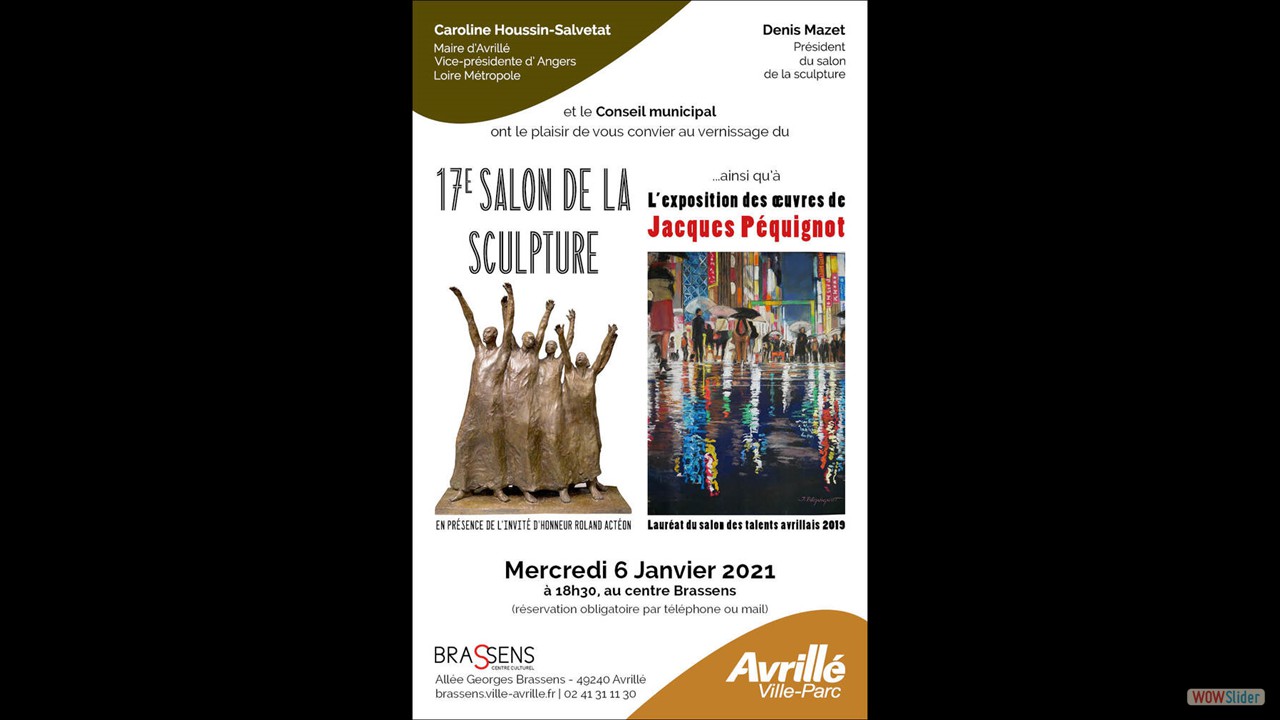 Caroline Houssin-Salvetat
Maire d'Avrillé
Vice-présidente d' Angers
Loire Métropole
Denis Mazet
Président
du salon
de la sculpture
et le Conseil municipal
ont le plaisir de vous convier au vernissage du
17E SALON DE LA
SCULPTURE
...ainsi qu'à
L'exposition des œuvres de
Jacques Péquignot
EN PRÉSENCE DE L'INVITÉ D'HONNEUR ROLAND ACTÉON
Lauréat du salon des talents avrillais 2019
Mercredi 6 Janvier 2021
à 18h30, au centre Brassens
(réservation obligatoire par téléphone ou mail)
BRASSENS
CENTRE CULTUREL
Allée Georges Brassens - 49240 Avrillé
brassens.ville-avrille.fr | 02 41 31 11 30
Avrillé
Ville-Parc
WOWSlider